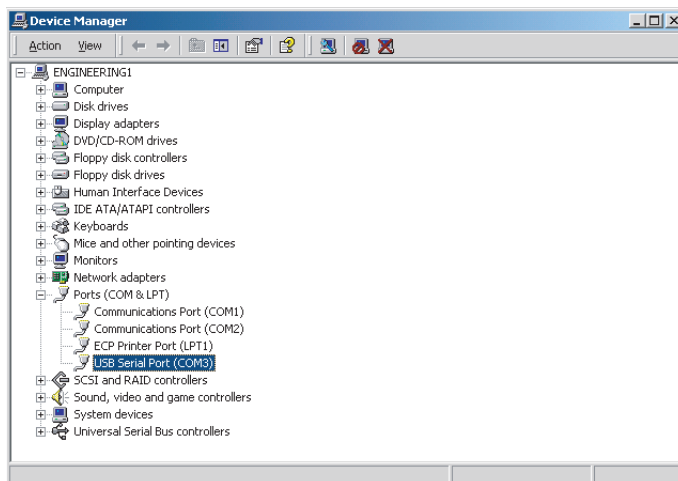 Device Manager
Action View
ENGINEERING1
Computer
Disk drives
Display adapters
DVD/CD-ROM drives
Floppy disk controllers
Floppy disk drives
Human Interface Devices
IDE ATA/ATAPI controllers
Keyboards
Mice and other pointing devices
Monitors
Network adapters
Ports (COM & LPT)
Communications Port (COM1)
Communications Port (COM2)
ECP Printer Port (LPT1)
USB Serial Port (COM3)
SCSI and RAID controllers
Sound, video and game controllers
System devices
Universal Serial Bus controllers